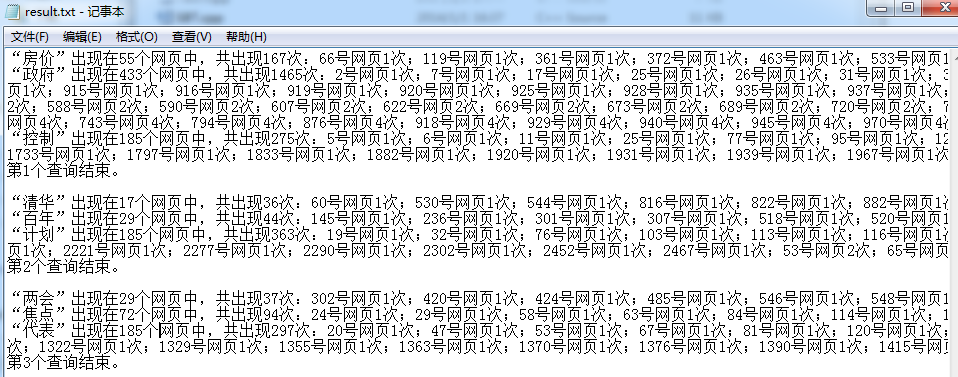 result.txt - 记事本
文件(F) 编辑(E) 格式(O) 查看(V) 帮助(H)
“房价”出现在55个网页中，共出现167次：66号网页1次；119号网页1次；361号网页1次；372号网页1次；463号网页1次；533号网页1
“政府”出现在433个网页中，共出现1465次：2号网页1次；7号网页1次；17号网页1次；25号网页1次；26号网页1次；31号网页1次；3
页1次；915号网页1次；916号网页1次；919号网页1次；920号网页1次；925号网页1次；928号网页1次；935号网页1次；937号网页1
2次；588号网页2次；590号网页2次；607号网页2次；622号网页2次；669号网页2次；673号网页2次；689号网页2次；720号网页2次；7
网页4次；743号网页4次；794号网页4次；876号网页4次；918号网页4次；929号网页4次；940号网页4次；945号网页4次；970号网页4次
“控制”出现在185个网页中，共出现275次：5号网页1次；6号网页1次；11号网页1次；25号网页1次；77号网页1次；95号网页1次；12
1733号网页1次；1797号网页1次；1833号网页1次；1882号网页1次；1920号网页1次；1931号网页1次；1939号网页1次；1967号网页1次
第1个查询结束。
“清华”出现在17个网页中，共出现36次：60号网页1次；530号网页1次；544号网页1次；816号网页1次；822号网页1次；882号网页1次
“百年”出现在29个网页中，共出现44次：145号网页1次；236号网页1次；301号网页1次；307号网页1次；518号网页1次；520号网页1
“计划”出现在185个网页中，共出现363次：19号网页1次；32号网页1次；76号网页1次；103号网页1次；113号网页1次；116号网页1次
页1次；2221号网页1次；2277号网页1次；2290号网页1次；2302号网页1次；2452号网页1次；2467号网页1次；53号网页2次；65号网页
第2个查询结束。
“两会”出现在29个网页中，共出现37次：302号网页1次；420号网页1次；424号网页1次；485号网页1次；546号网页1次；548号网页1
“焦点”出现在72个网页中，共出现94次：24号网页1次；29号网页1次；58号网页1次；63号网页1次；84号网页1次；114号网页1次；1
“代表”出现在185个网页中，共出现297次：20号网页1次；47号网页1次；53号网页1次；67号网页1次；81号网页1次；120号网页1次；
次；1322号网页1次；1329号网页1次；1355号网页1次；1363号网页1次；1370号网页1次；1376号网页1次；1390号网页1次；1415号网页
第3个查询结束。